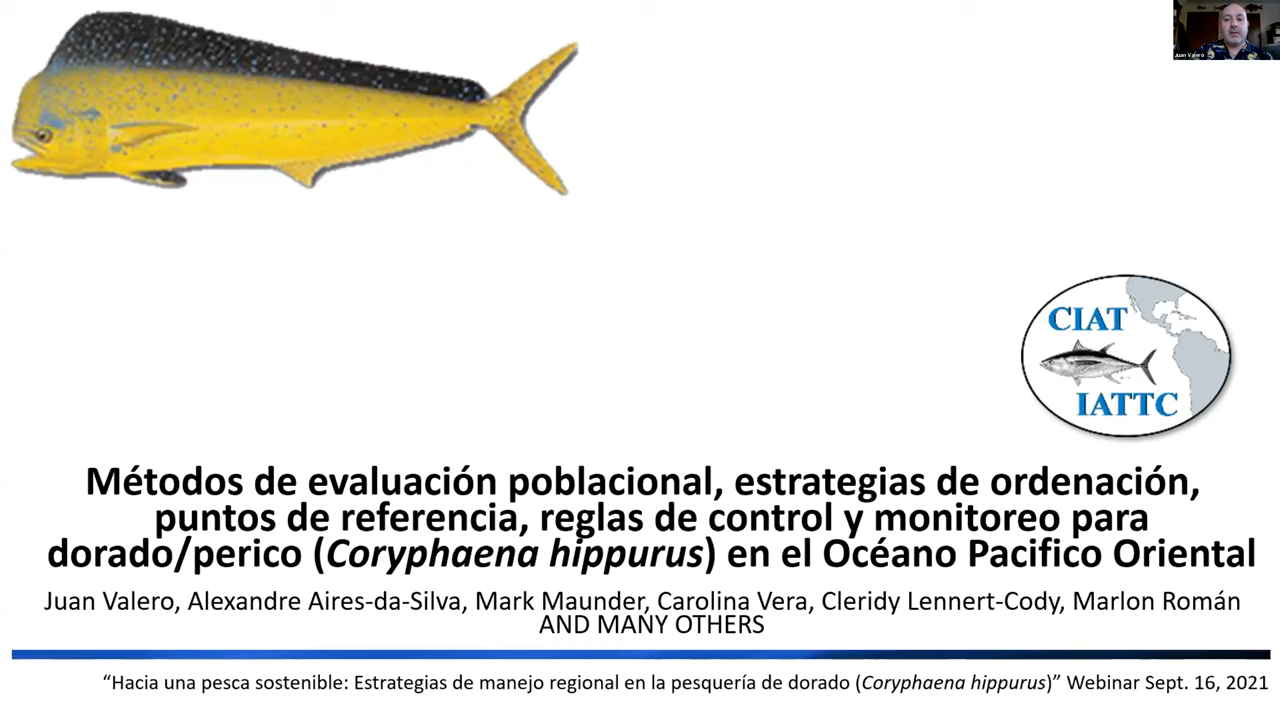 Juan Valero
CIAT
IATTC
Métodos de evaluación poblacional, estrategias de ordenación,
puntos de referencia, reglas de control y monitoreo para
dorado/perico (Coryphaena hippurus) en el Océano Pacifico Oriental
Juan Valero, Alexandre Aires-da-Silva, Mark Maunder, Carolina Vera, Cleridy Lennert-Cody, Marlon Román
AND MANY OTHERS
“Hacia una pesca sostenible: Estrategias de manejo regional en la pesquería de dorado (Coryphaena hippurus)” Webinar Sept. 16, 2021